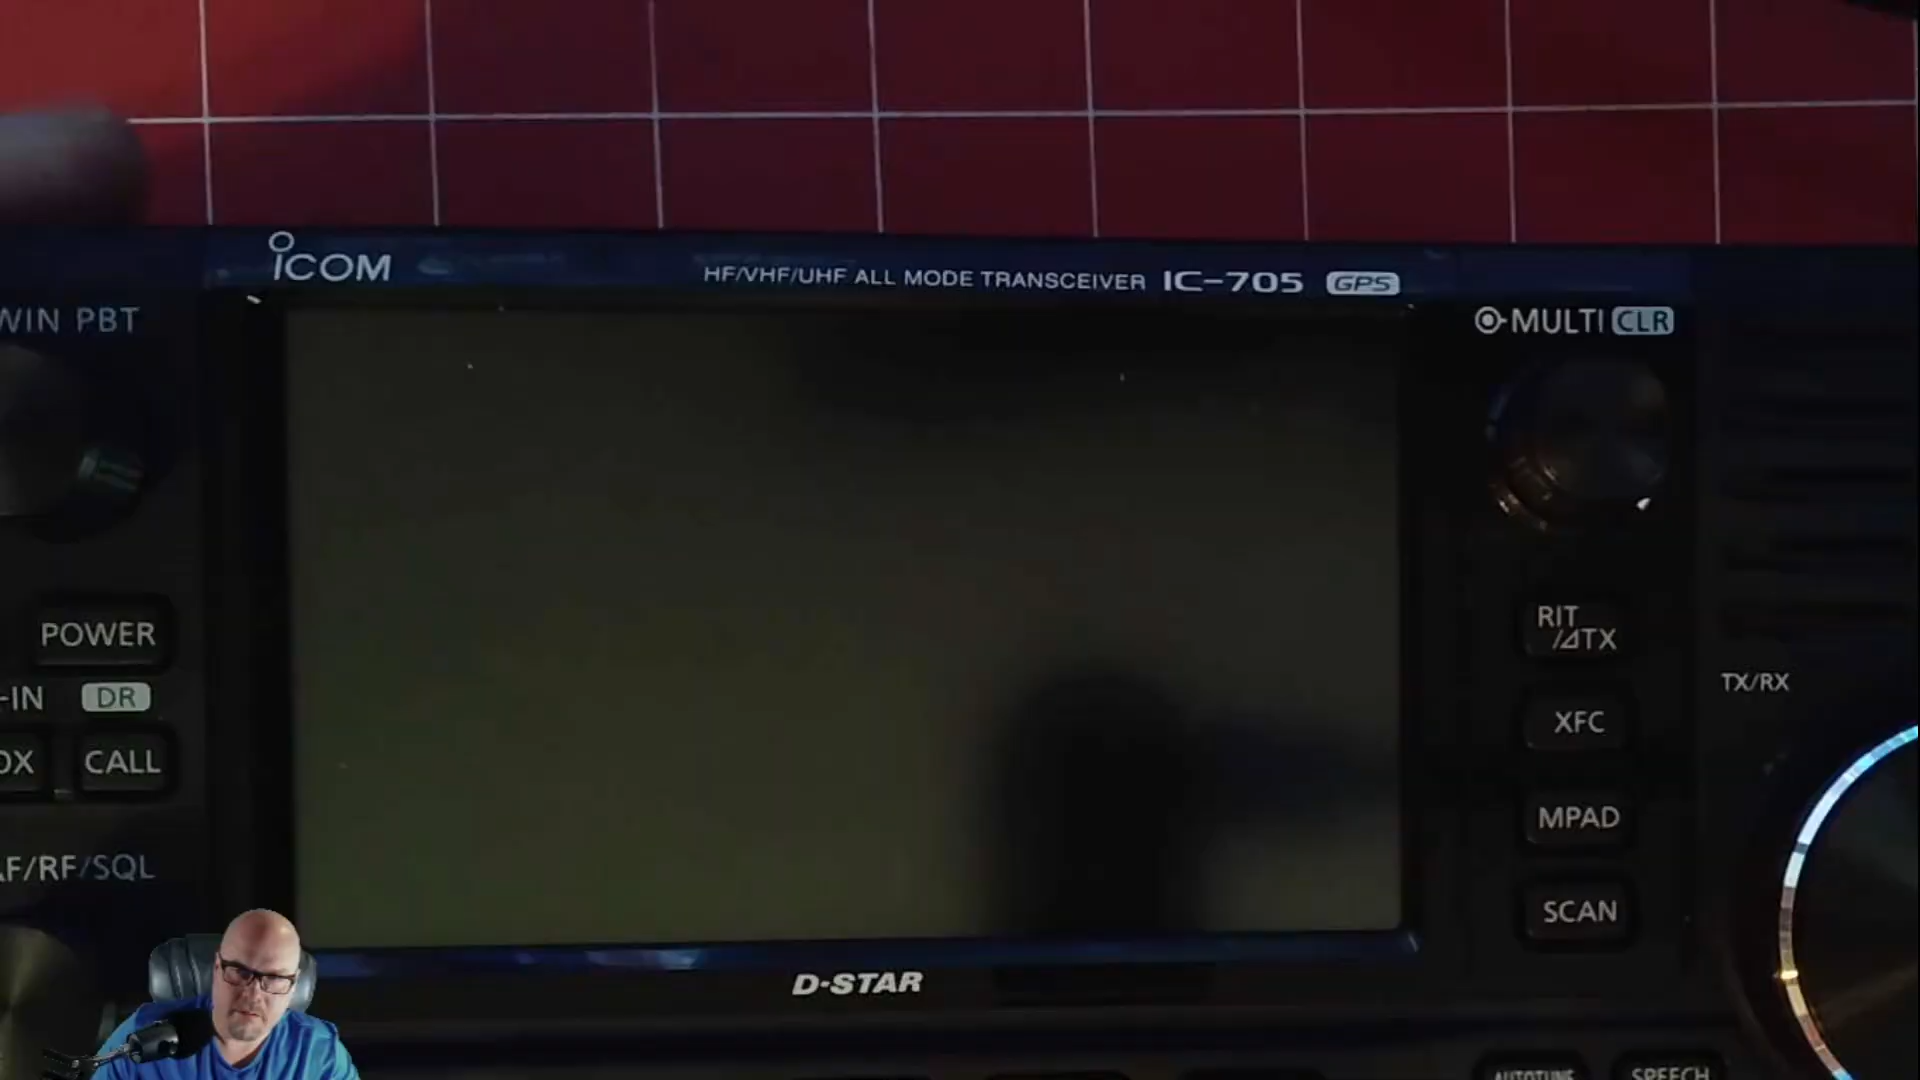 ICOM
HF/VHF/UHF ALL MODE TRANSCEIVER IC-705 GPS
WIN PBT
MULTI CLR
POWER
RIT
/⊿TX
-IN DR
TX/RX
XFC
OX CALL
MPAD
AF/RF/SQL
SCAN
D-STAR
AUTOTUNE SPEECH